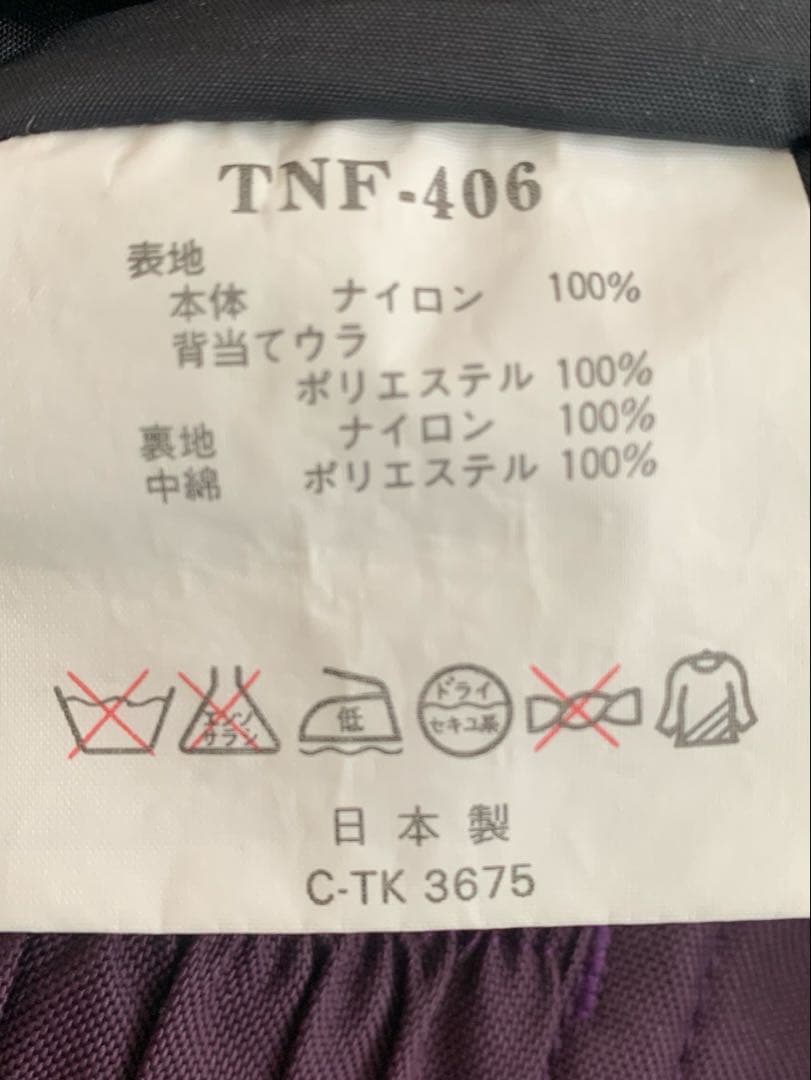 TNF-406
表地
本体 ナイロン 100%
背当てウラ
ポリエステル 100%
裏地 ナイロン 100%
中綿 ポリエステル 100%
エンソ
サラシ
低
ドライ
セキユ系
日本製
C-TK 3675